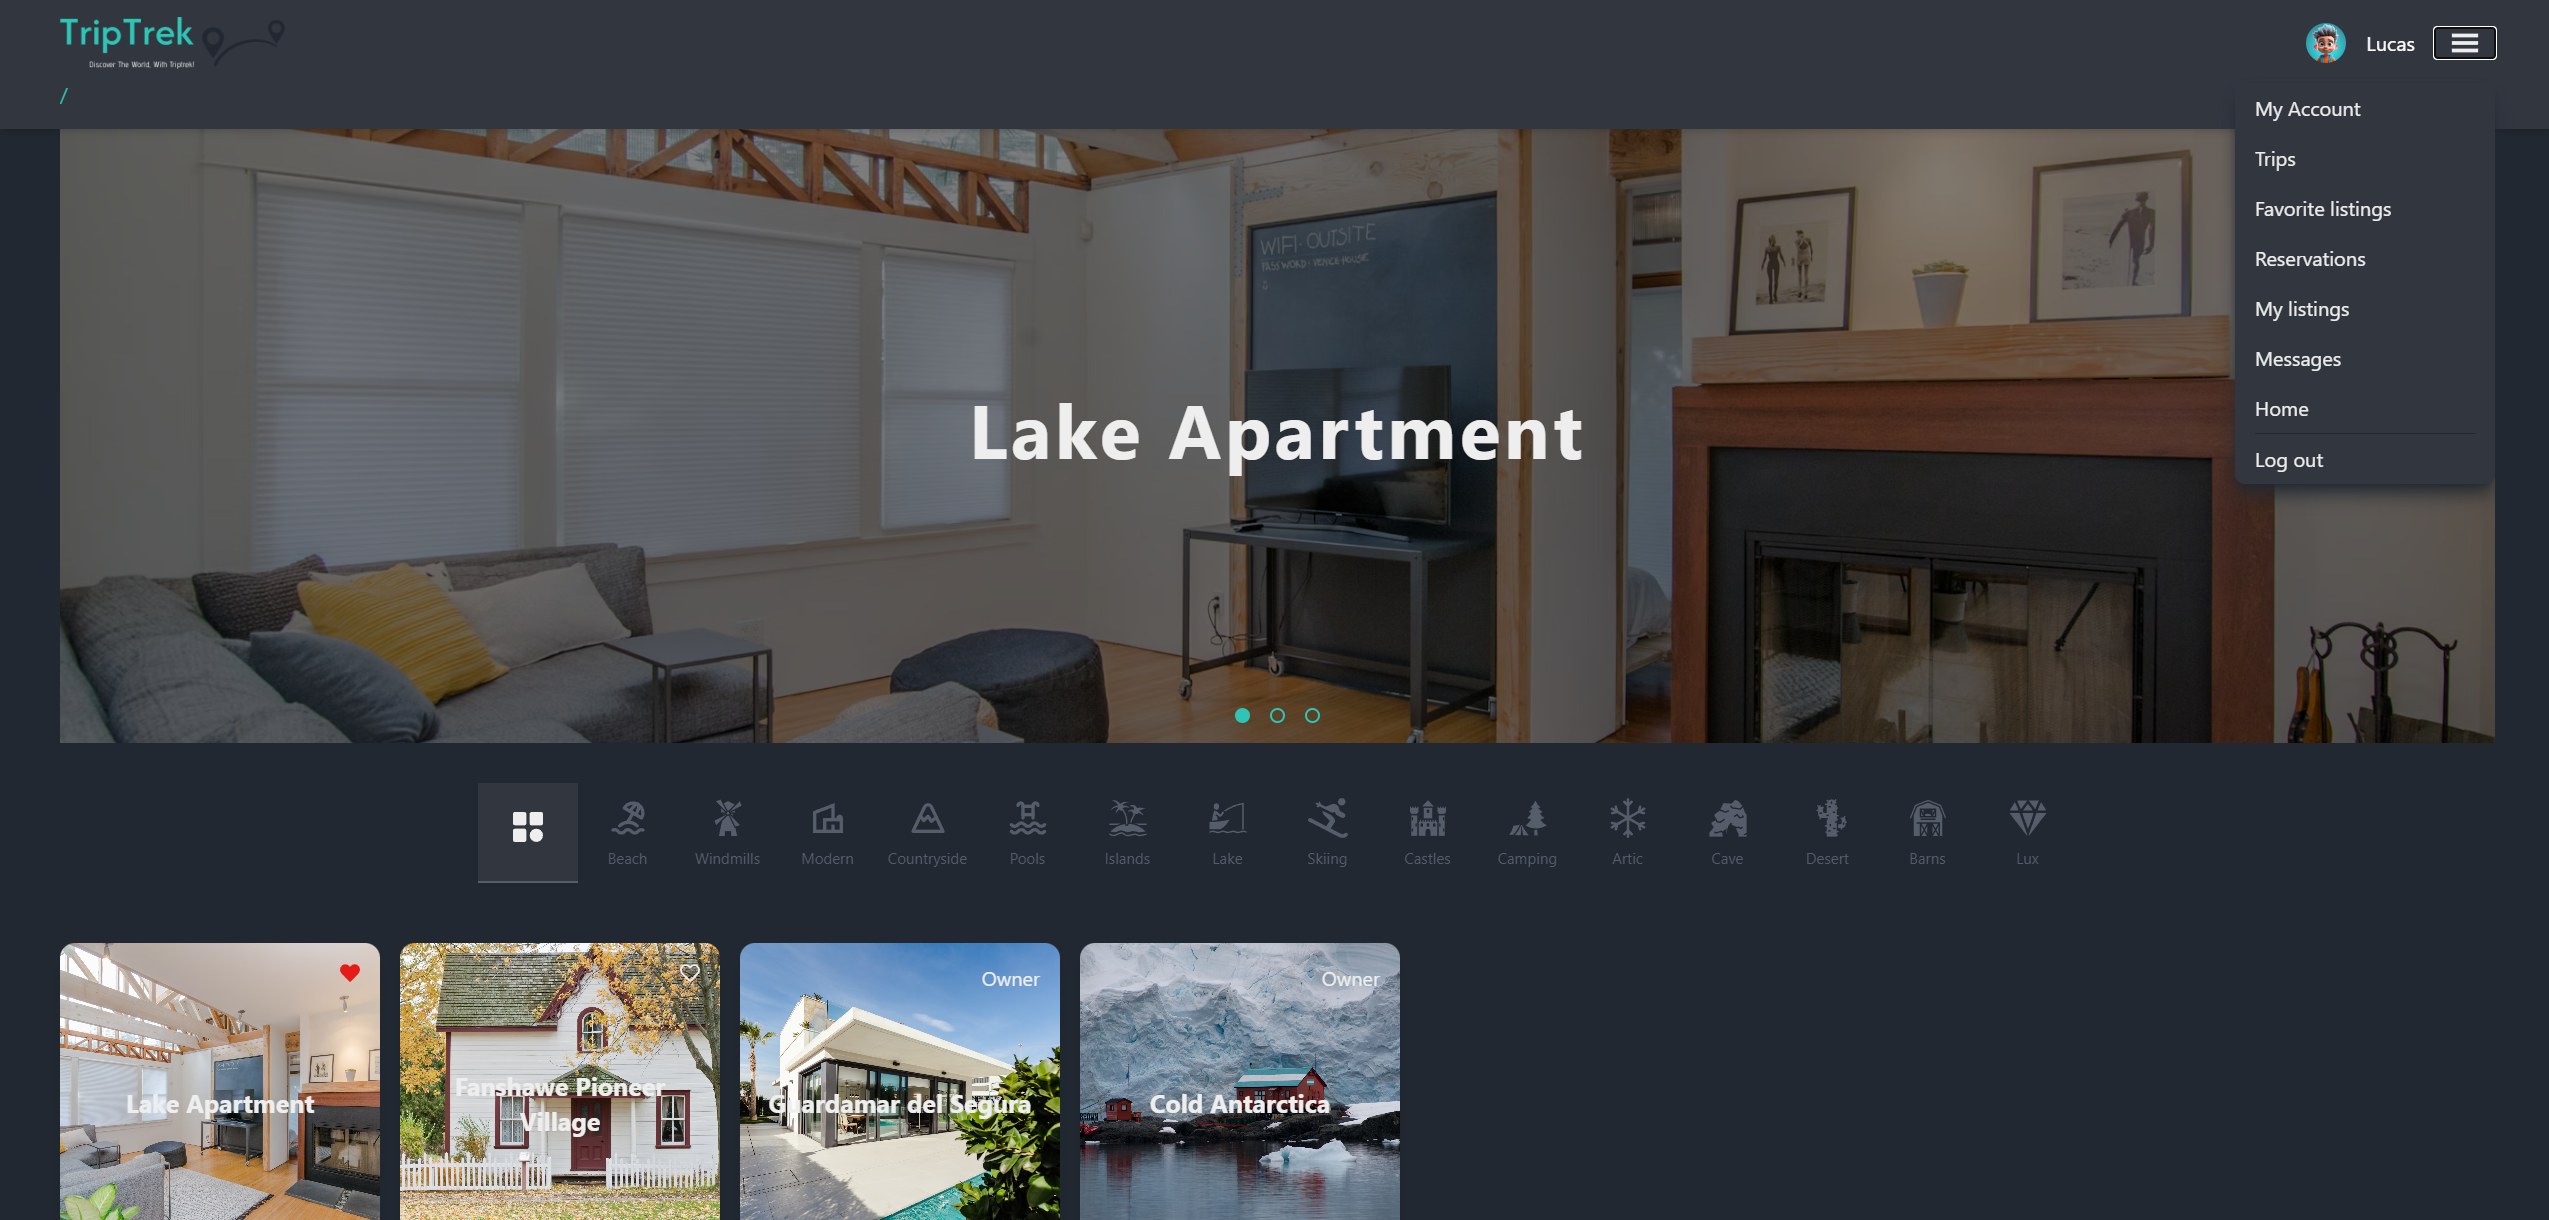 TripTrek
Discover The World, With Triptrek!
Lucas
/
My Account
Trips
Favorite listings
Reservations
My listings
Messages
Home
Log out
WIFI - OUTSITE
PASSWORD - VENICE HOUSE
Lake Apartment
Beach
Windmills
Modern
Countryside
Pools
Islands
Lake
Skiing
Castles
Camping
Artic
Cave
Desert
Barns
Lux
Lake Apartment
Fanshawe Pioneer
Village
Owner
Guardamar del Segura
Owner
Cold Antarctica